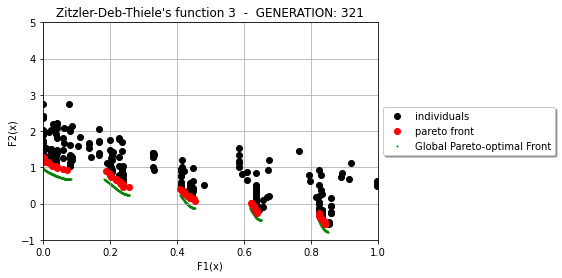 Zitzler-Deb-Thiele's function 3 - GENERATION: 321
5
4
3
2
1
0
−1
F2(x)
0.0 0.2 0.4 0.6 0.8 1.0
F1(x)
individuals
pareto front
Global Pareto-optimal Front